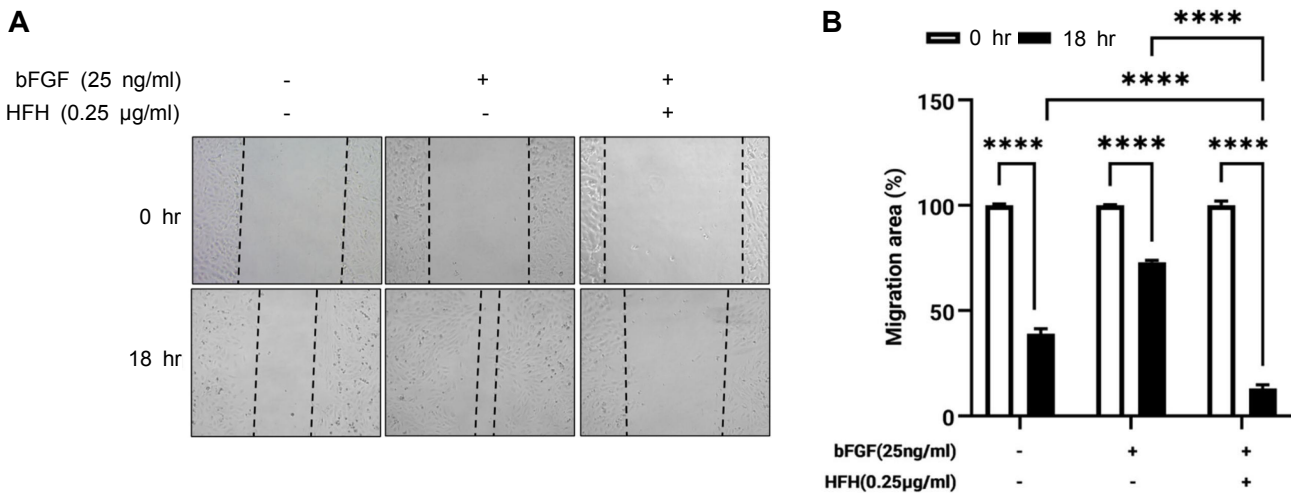 A
bFGF (25 ng/ml) - + +
HFH (0.25 µg/ml) - - +
0 hr
18 hr
B
0 hr 18 hr
****
****
**** **** ****
Migration area (%)
150
100
50
0
bFGF(25ng/ml) - + +
HFH(0.25µg/ml) - - +